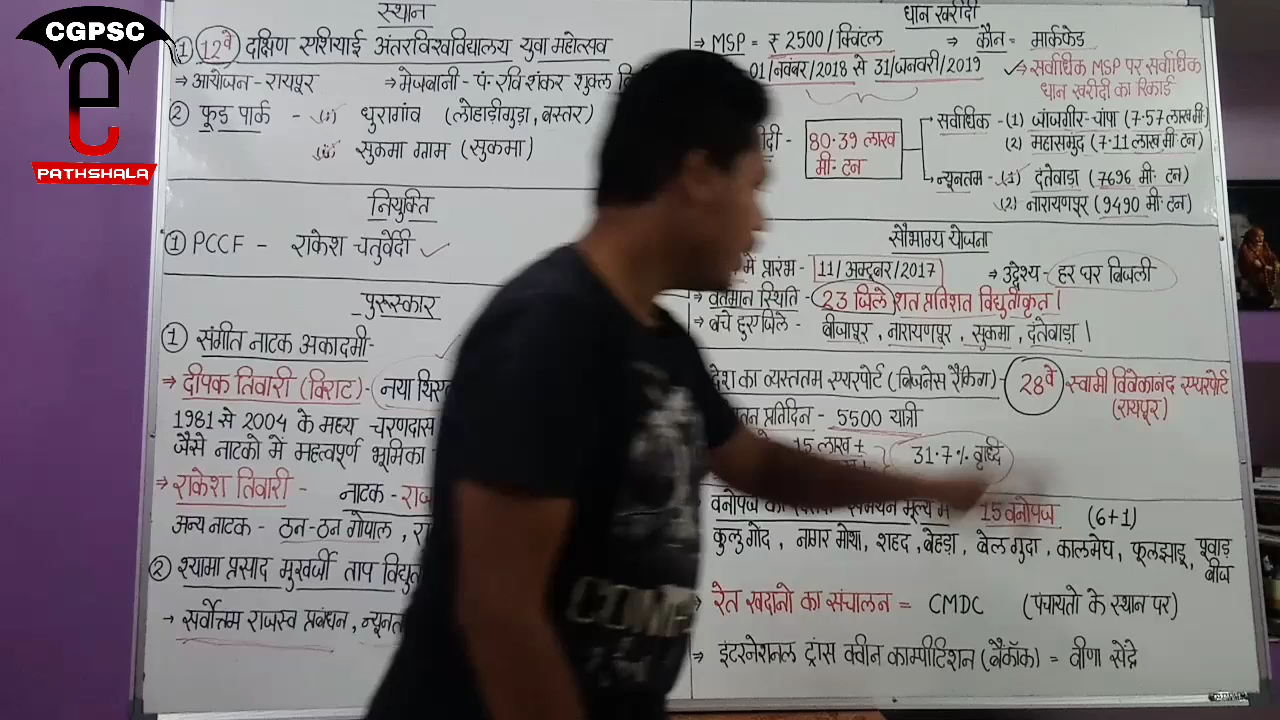 CGPSC
e
PATHSHALA
स्थान
① 12वे दक्षिण एशियाई अंतरविश्वविद्यालय युवा महोत्सव
⇒ आयोजन - रायपुर ⇒ मेजबानी - पं. रवि शंकर शुक्ल
② फूड पार्क - (i) धुरागांव (लोहाड़ीगुड़ा, बस्तर)
(ii) सुकमा ग्राम (सुकमा)
नियुक्ति
① PCCF - राकेश चतुर्वेदी
पुरूस्कार
① संगीत नाटक अकादमी-
⇒ दीपक तिवारी (विराट) - नया
1981 से 2004 के मध्य चरणदास
जैसे नाटको में महत्वपूर्ण भूमिका
⇒ राकेश तिवारी - नाटक -
अन्य नाटक - ठन-ठन गोपाल ,
② श्यामा प्रसाद मुखर्जी ताप
→ सर्वोत्तम राजस्व प्रबंधन ,
धान खरीदी
→ MSP = ₹ 2500/क्विंटल ⇒ कौन = मार्कफेड
01/नवंबर/2018 से 31/जनवरी/2019
⇒ सर्वाधिक MSP पर सर्वाधिक
धान खरीदी का रिकार्ड
80.39 लाख
मी. टन
सर्वाधिक - (1) जांजगीर-चांपा (7.57 लाख मी)
(2) महासमुंद (7.11 लाख मी. टन)
न्यूनतम - (1) दंतेवाड़ा (7696 मी. टन)
(2) नारायणपुर (9490 मी. टन)
सौभाग्य योजना
में प्रारंभ - 11/अक्टूबर/2017 ⇒ उद्देश्य - हर घर बिजली
→ वर्तमान स्थिति - 23 जिले शत प्रतिशत विद्युतीकृत ।
→ बचे हुए जिले - बीजापुर , नारायणपुर , सुकमा , दंतेवाड़ा ।
देश का व्यस्ततम एयरपोर्ट (बिजनेस रैंकिंग) - 28वे स्वामी विवेकानंद एयरपोर्ट
(रायपुर)
प्रतिदिन - 5500 यात्री
15 लाख +
31.7% वृद्धि
वनोपज मूल्य में 15 वनोपज (6+1)
कुलु गोंद , नागर मोथा, शहद , बेहड़ा , बेल गुदा , कालमेघ , फूलझाडू , पुवाड़
बीज
⇒ रेत खदानो का संचालन = CMDC (पंचायतो के स्थान पर)
⇒ इंटरनेशनल ट्रांस क्वीन काम्पीटिशन (बैंकॉक) = वीणा सेंद्रे